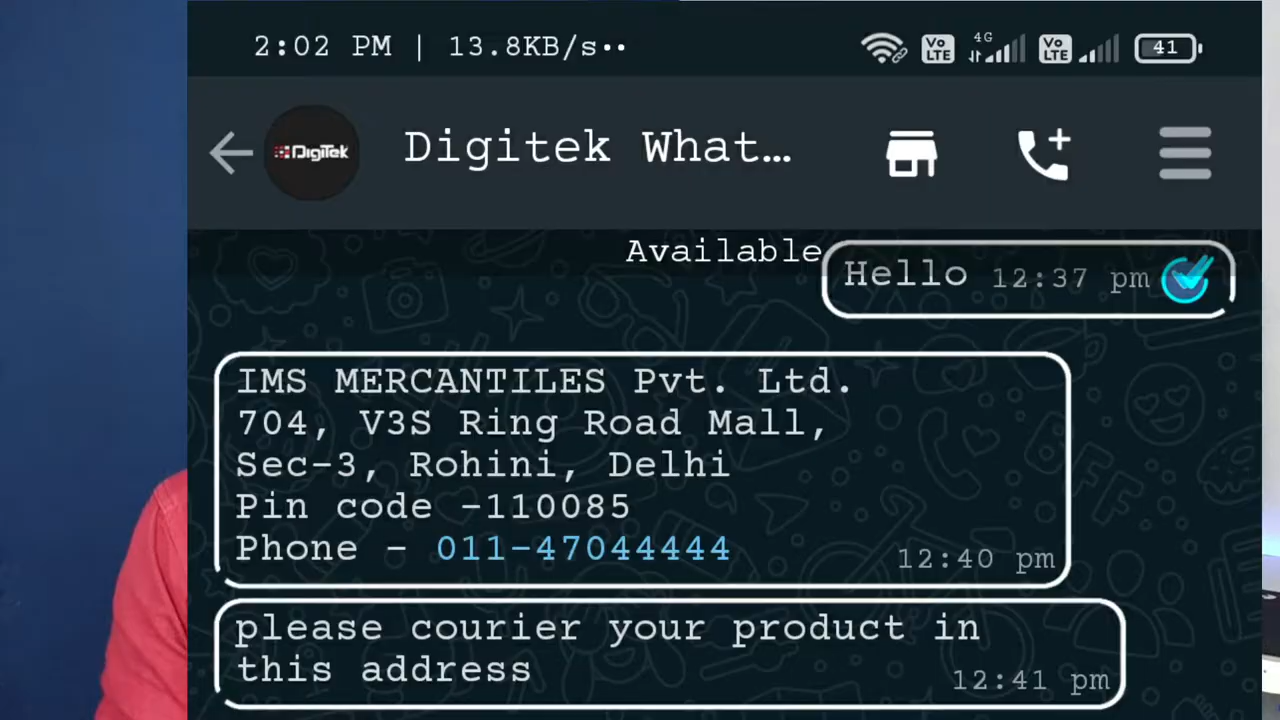 2:02 PM | 13.8KB/s••
Vo LTE 4G Vo LTE 41
DIGITEK
Digitek What…
Available
Hello 12:37 pm
IMS MERCANTILES Pvt. Ltd.
704, V3S Ring Road Mall,
Sec-3, Rohini, Delhi
Pin code -110085
Phone - 011-47044444
12:40 pm
please courier your product in
this address
12:41 pm